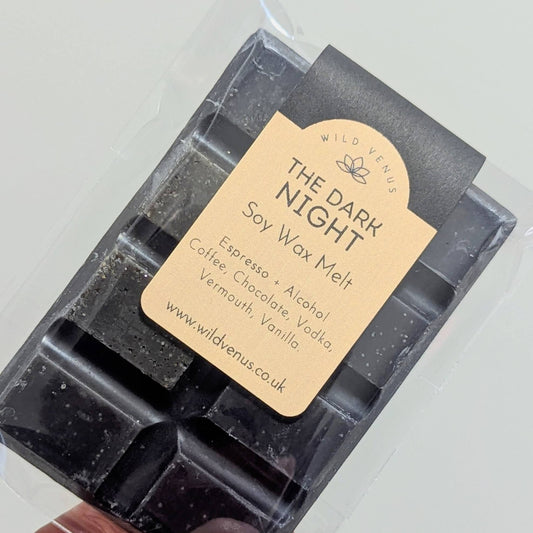 WILD VENUS
THE DARK
NIGHT
Soy Wax Melt
Espresso + Alcohol
Coffee, Chocolate, Vodka,
Vermouth, Vanilla.
www.wildvenus.co.uk